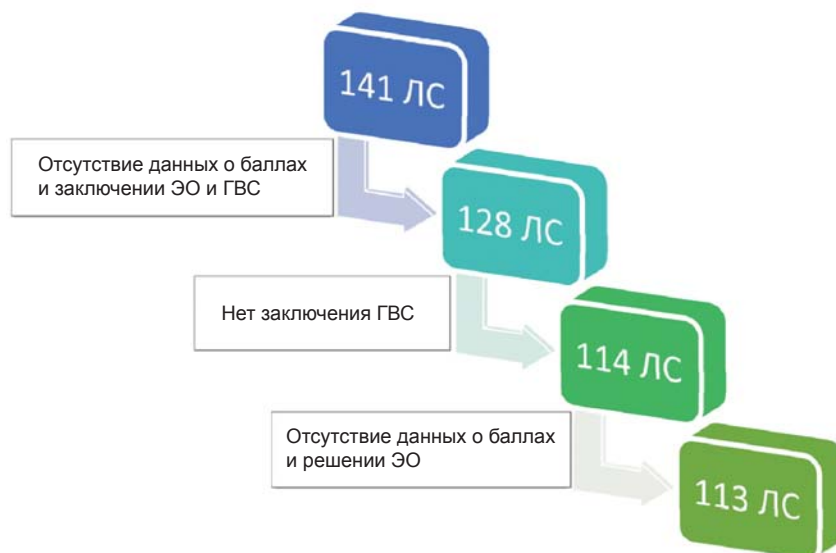 141 ЛС
Отсутствие данных о баллах
и заключении ЭО и ГВС
128 ЛС
Нет заключения ГВС
114 ЛС
Отсутствие данных о баллах
и решении ЭО
113 ЛС